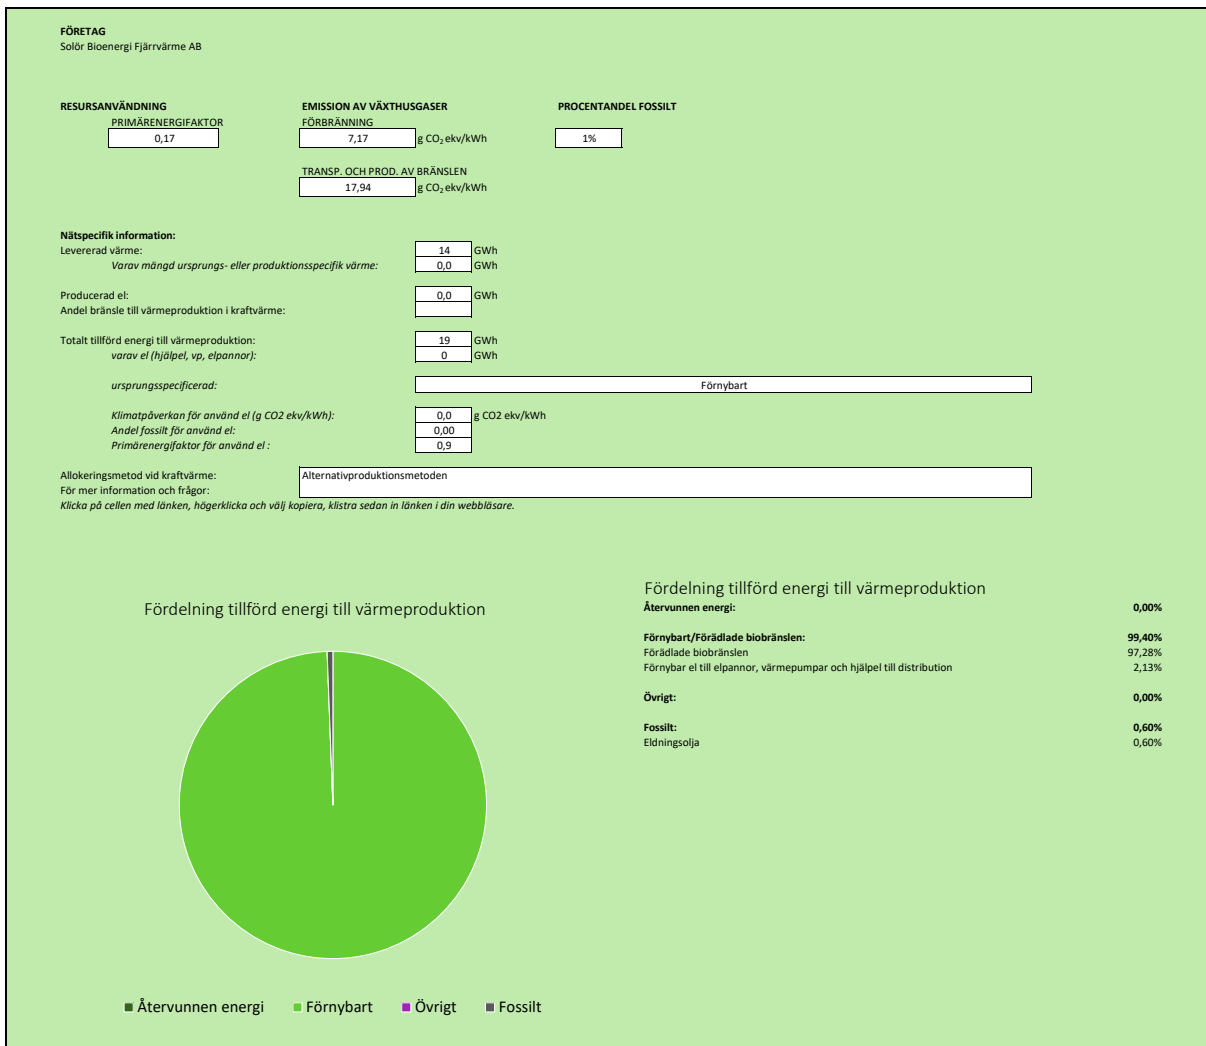 FÖRETAG
Solör Bioenergi Fjärrvärme AB
RESURSANVÄNDNING EMISSION AV VÄXTHUSGASER PROCENTANDEL FOSSILT
PRIMÄRENERGIFAKTOR FÖRBRÄNNING
0,17 7,17 g CO₂ ekv/kWh 1%
TRANSP. OCH PROD. AV BRÄNSLEN
17,94 g CO₂ ekv/kWh
Nätspecifik information:
Levererad värme: 14 GWh
Varav mängd ursprungs- eller produktionsspecifik värme: 0,0 GWh
Producerad el: 0,0 GWh
Andel bränsle till värmeproduktion i kraftvärme:
Totalt tillförd energi till värmeproduktion: 19 GWh
varav el (hjälpel, vp, elpannor): 0 GWh
ursprungsspecificerad: Förnybart
Klimatpåverkan för använd el (g CO2 ekv/kWh): 0,0 g CO2 ekv/kWh
Andel fossilt för använd el: 0,00
Primärenergifaktor för använd el : 0,9
Allokeringsmetod vid kraftvärme: Alternativproduktionsmetoden
För mer information och frågor:
Klicka på cellen med länken, högerklicka och välj kopiera, klistra sedan in länken i din webbläsare.
Fördelning tillförd energi till värmeproduktion
Återvunnen energi
Förnybart
Övrigt
Fossilt
Fördelning tillförd energi till värmeproduktion
Återvunnen energi: 0,00%
Förnybart/Förädlade biobränslen: 99,40%
Förädlade biobränslen 97,28%
Förnybar el till elpannor, värmepumpar och hjälpel till distribution 2,13%
Övrigt: 0,00%
Fossilt: 0,60%
Eldningsolja 0,60%